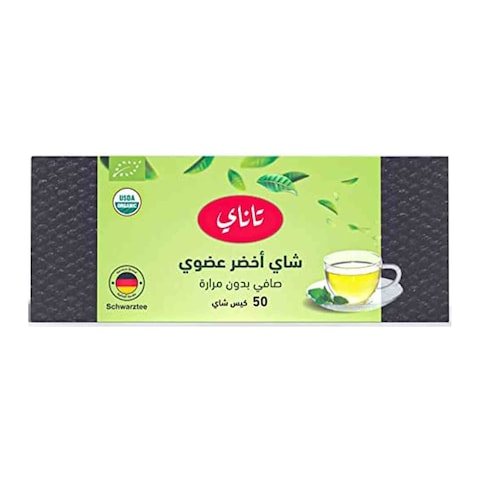 USDA
ORGANIC
تاناي
شاي أخضر عضوي
صافي بدون مرارة
50 كيس شاي
Schwarztee